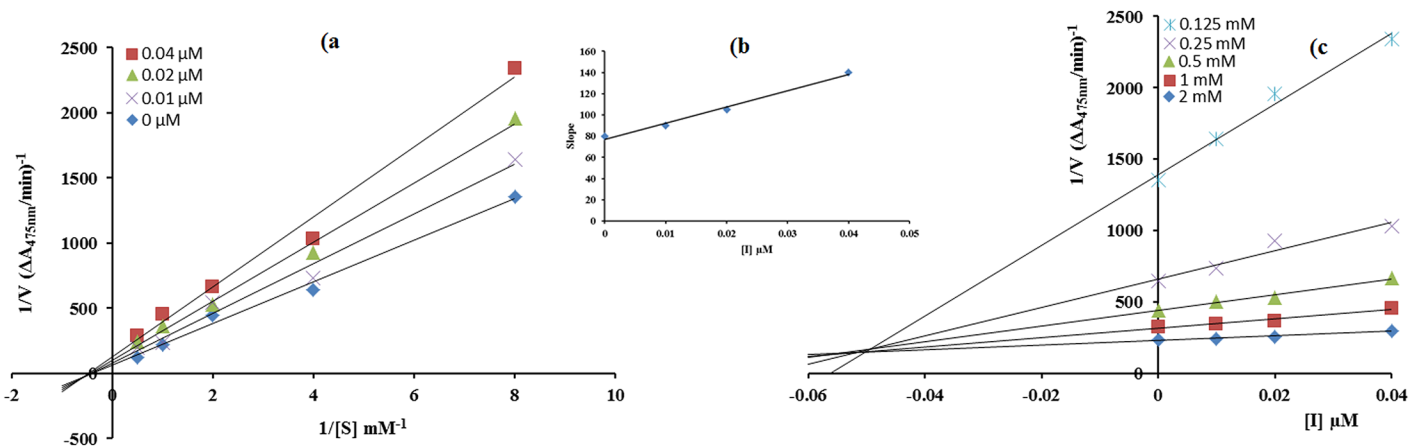 (a
0.04 µM
0.02 µM
0.01 µM
0 µM
2500
2000
1500
1000
500
0
-500
-2
0
2
4
6
8
10
1/V (ΔA475nm/min)-1
1/[S] mM-1
(b
160
140
120
100
80
60
40
20
0
0
0.01
0.02
0.03
0.04
0.05
Slope
[I] µM
(c
0.125 mM
0.25 mM
0.5 mM
1 mM
2 mM
2500
2000
1500
1000
500
0
-0.06
-0.04
-0.02
0
0.02
0.04
1/V (ΔA475nm/min)-1
[I] µM